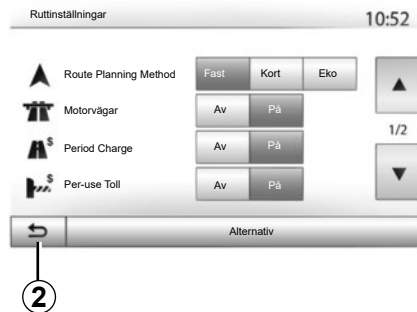 Ruttinställningar 10:52
Route Planning Method Fast Kort Eko
Motorvägar Av På
1/2
$ Period Charge Av På
$ Per-use Toll Av På
Alternativ
2